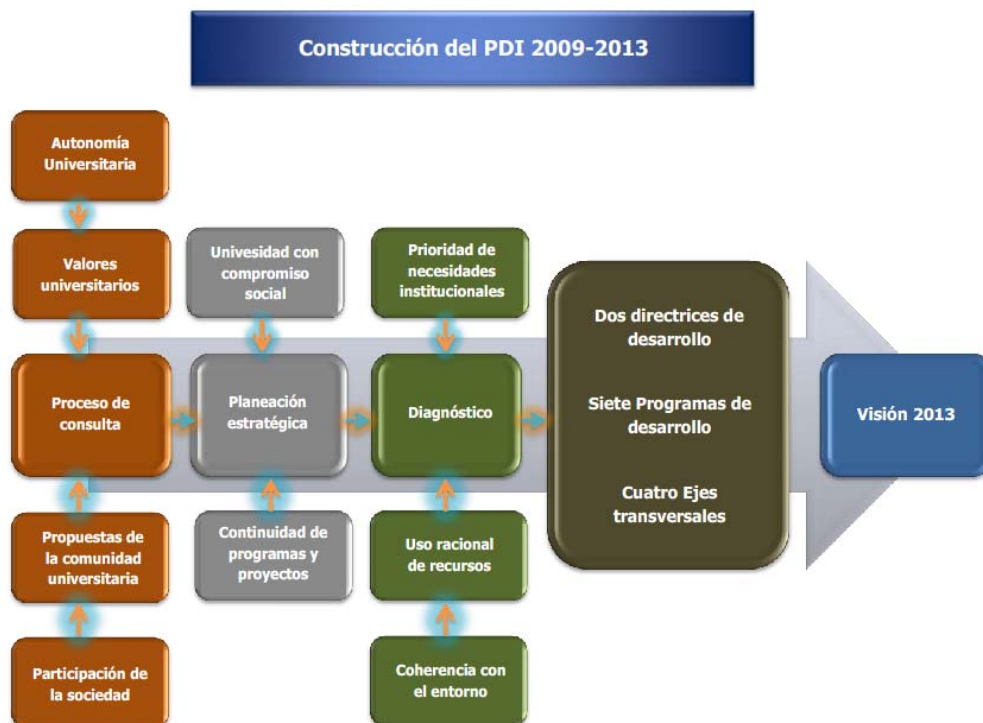 Construcción del PDI 2009-2013
Autonomía
Universitaria
Valores
universitarios
Univesidad con
compromiso
social
Prioridad de
necesidades
institucionales
Proceso de
consulta
Planeación
estratégica
Diagnóstico
Dos directrices de
desarrollo
Siete Programas de
desarrollo
Cuatro Ejes
transversales
Visión 2013
Propuestas de
la comunidad
universitaria
Continuidad de
programas y
proyectos
Uso racional
de recursos
Participación de
la sociedad
Coherencia con
el entorno